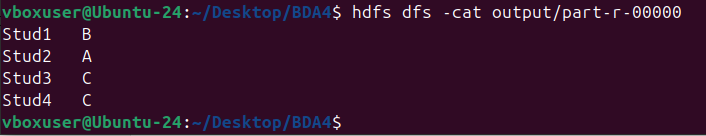 vboxuser@Ubuntu-24:~/Desktop/BDA4$ hdfs dfs -cat output/part-r-00000
Stud1	B
Stud2	A
Stud3	C
Stud4	C
vboxuser@Ubuntu-24:~/Desktop/BDA4$